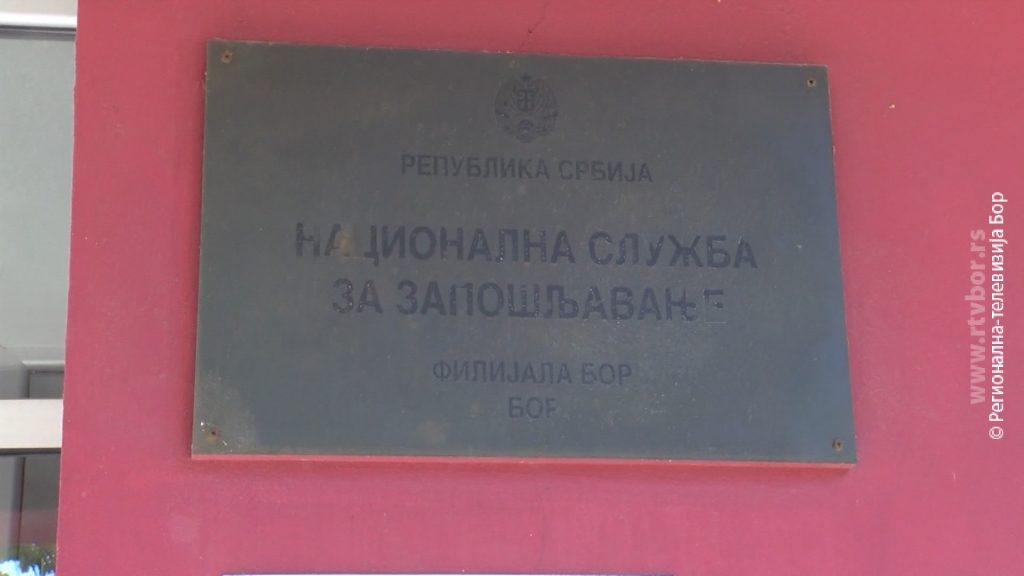 РЕПУБЛИКА СРБИЈА
НАЦИОНАЛНА СЛУЖБА
ЗА ЗАПОШЉАВАЊЕ
ФИЛИЈАЛА БОР
БОР
www.rtvbor.rs
© Регионална-телевизија Бор